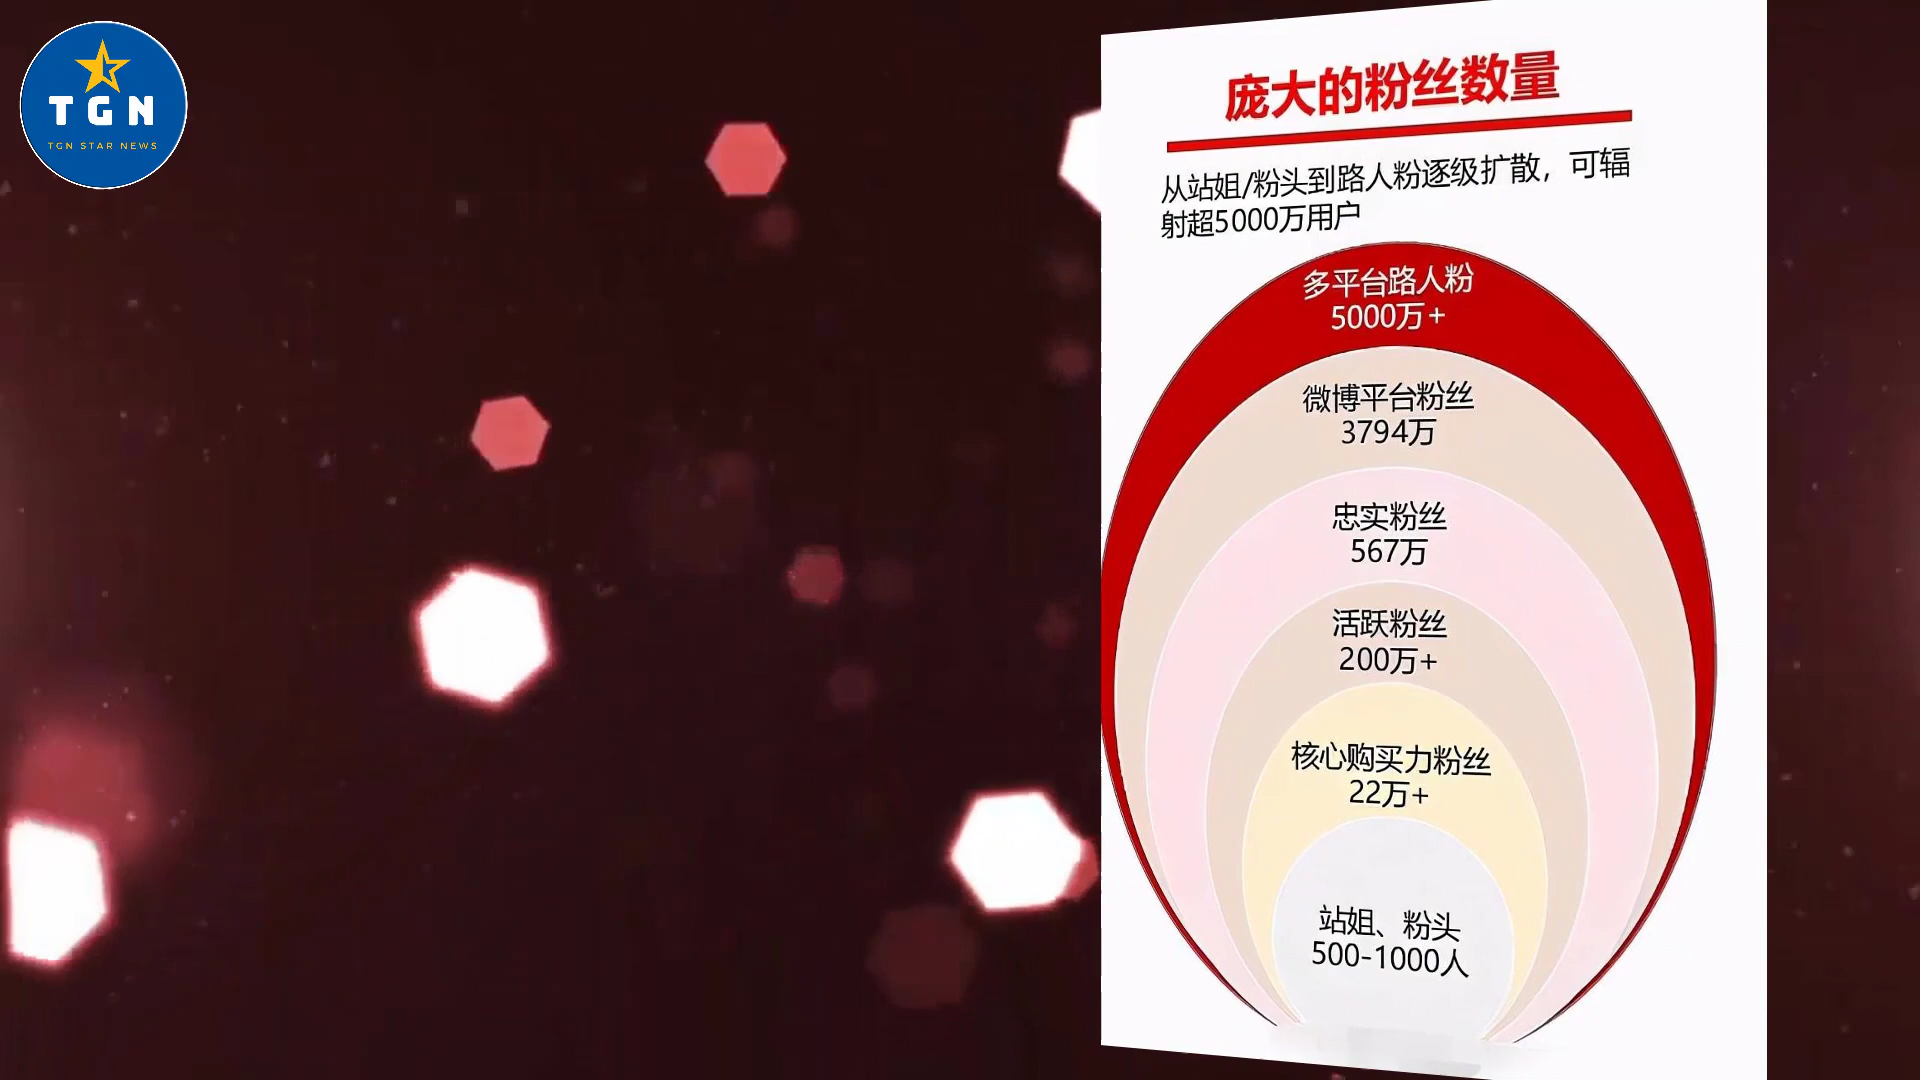 TGN
TGN STAR NEWS
庞大的粉丝数量
从站姐/粉头到路人粉逐级扩散，可辐
射超5000万用户
多平台路人粉
5000万+
微博平台粉丝
3794万
忠实粉丝
567万
活跃粉丝
200万+
核心购买力粉丝
22万+
站姐、粉头
500-1000人